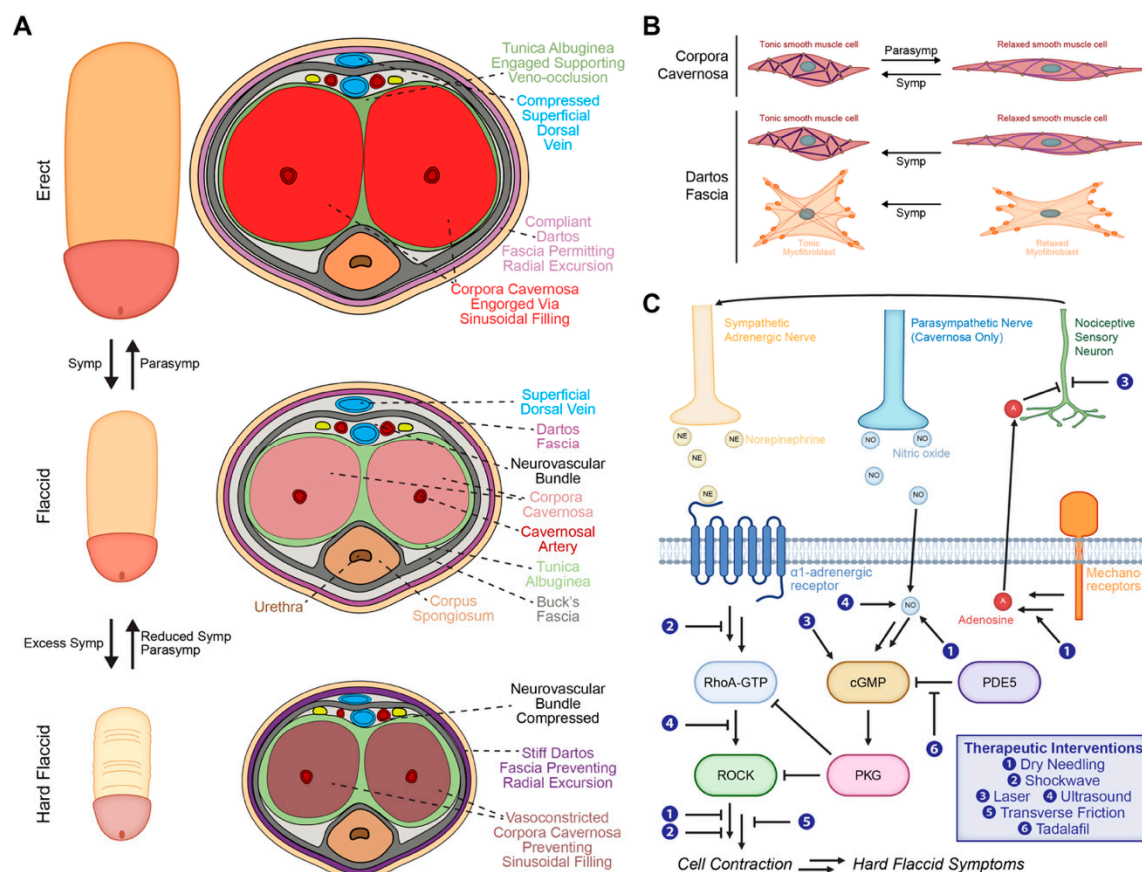 A
Erect
Tunica Albuginea
Engaged Supporting
Veno-occlusion
Compressed
Superficial
Dorsal
Vein
Compliant
Dartos
Fascia Permitting
Radial Excursion
Corpora Cavernosa
Engorged Via
Sinusoidal Filling
Symp
Parasymp
Flaccid
Superficial
Dorsal Vein
Dartos
Fascia
Neurovascular
Bundle
Corpora
Cavernosa
Cavernosal
Artery
Tunica
Albuginea
Buck's
Fascia
Urethra
Corpus
Spongiosum
Excess Symp
Reduced Symp
Parasymp
Hard Flaccid
Neurovascular
Bundle
Compressed
Stiff Dartos
Fascia Preventing
Radial Excursion
Vasoconstricted
Corpora Cavernosa
Preventing
Sinusoidal Filling
B
Corpora
Cavernosa
Tonic smooth muscle cell
Parasymp
Symp
Relaxed smooth muscle cell
Dartos
Fascia
Tonic smooth muscle cell
Symp
Relaxed smooth muscle cell
Symp
Tonic
Myofibroblast
Relaxed
Myofibroblast
C
Sympathetic
Adrenergic Nerve
Parasympathetic Nerve
(Cavernosa Only)
Nociceptive
Sensory
Neuron
3
A
NE
NE
Norepinephrine
NE
NE
NO
NO
Nitric oxide
NO
NO
α1-adrenergic
receptor
Mechano-
receptors
4
NO
A
Adenosine
2
3
1
1
RhoA-GTP
cGMP
PDE5
4
6
ROCK
PKG
1
2
5
Cell Contraction
Hard Flaccid Symptoms
Therapeutic Interventions
1 Dry Needling
2 Shockwave
3 Laser 4 Ultrasound
5 Transverse Friction
6 Tadalafil